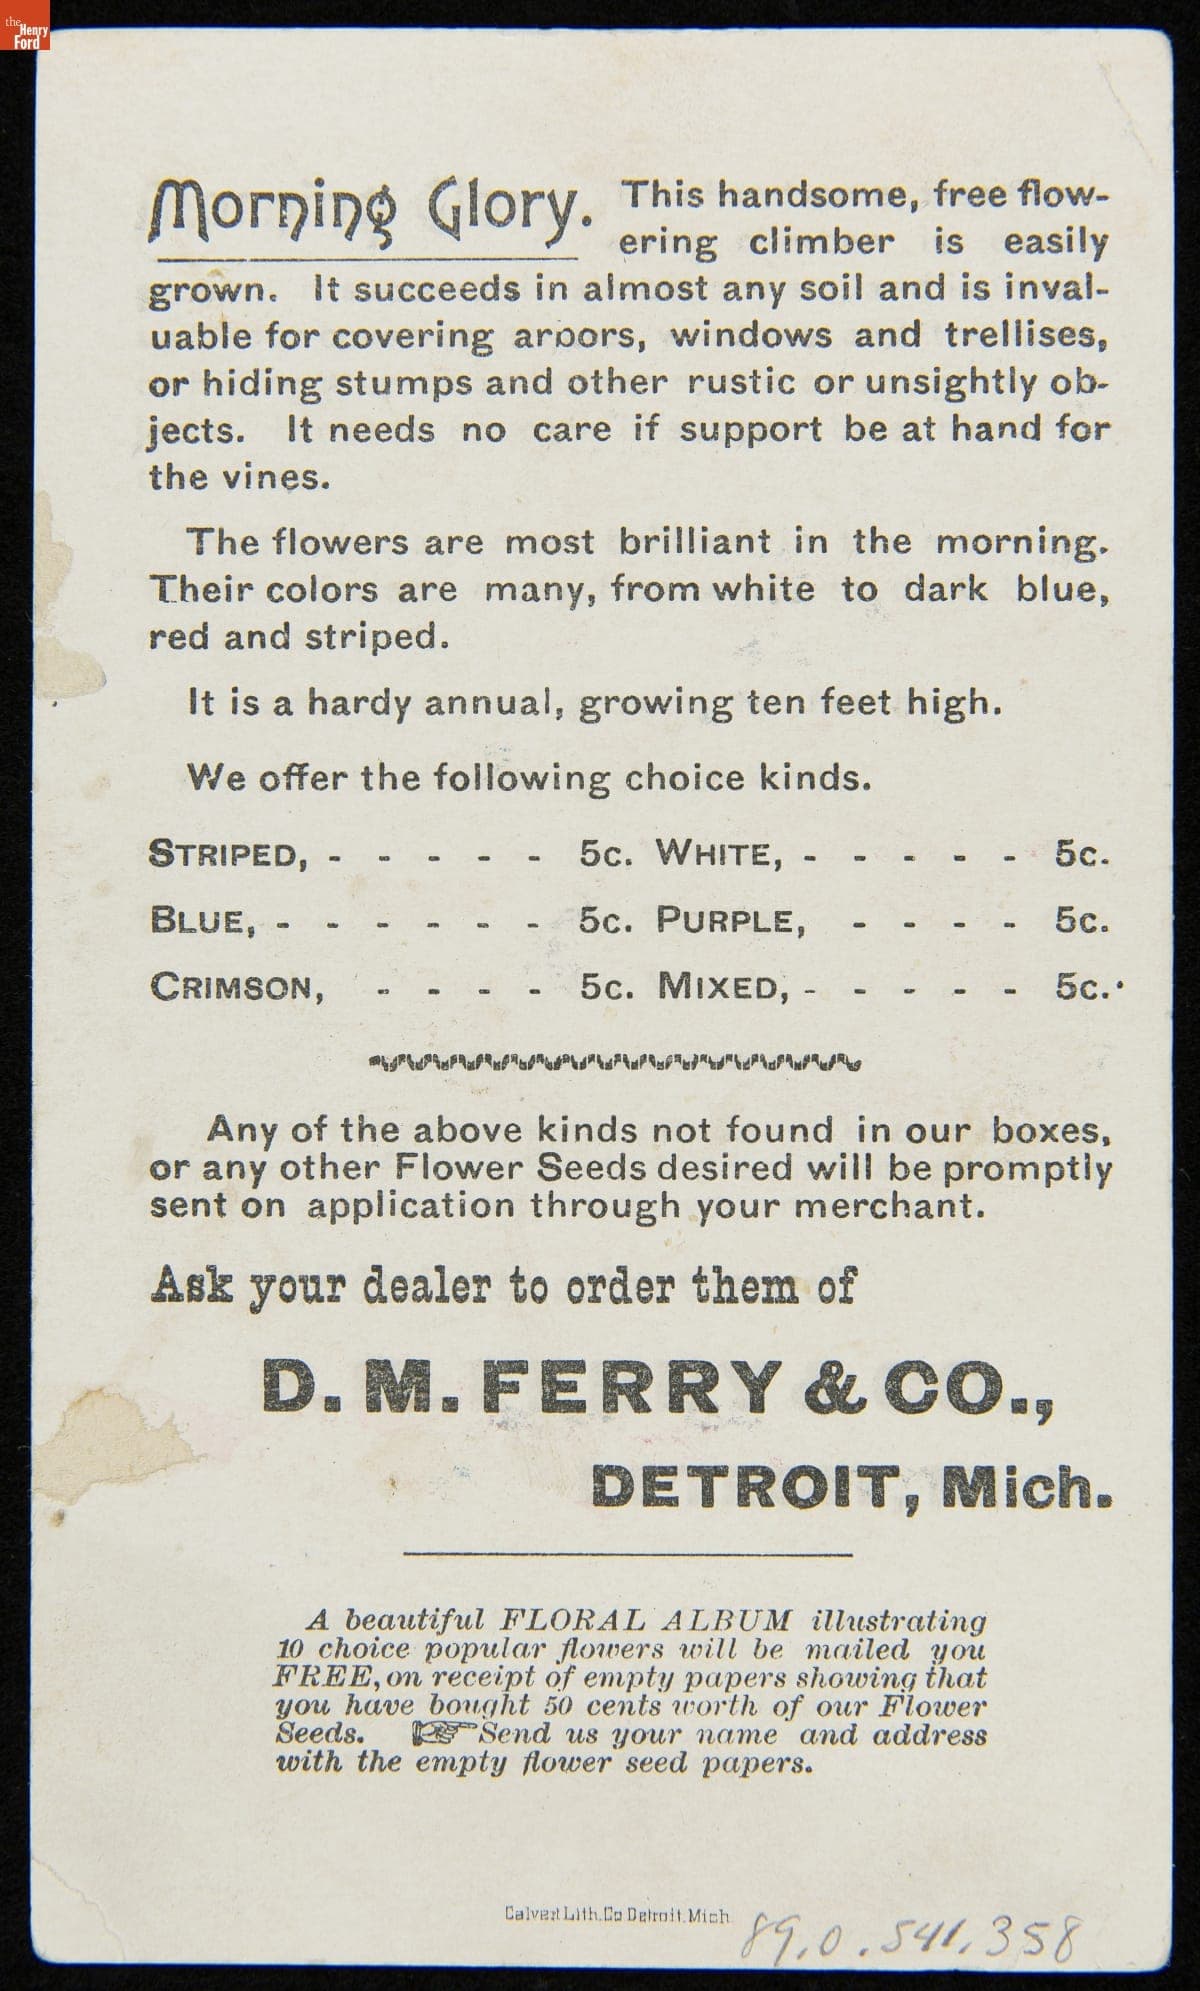 the
Henry
Ford
Morning Glory. This handsome, free flow-
ering climber is easily
grown. It succeeds in almost any soil and is inval-
uable for covering arbors, windows and trellises,
or hiding stumps and other rustic or unsightly ob-
jects. It needs no care if support be at hand for
the vines.
The flowers are most brilliant in the morning.
Their colors are many, from white to dark blue,
red and striped.
It is a hardy annual, growing ten feet high.
We offer the following choice kinds.
STRIPED, - - - - - 5c. WHITE, - - - - - 5c.
BLUE, - - - - - - 5c. PURPLE, - - - - 5c.
CRIMSON, - - - - 5c. MIXED, - - - - - 5c.
Any of the above kinds not found in our boxes,
or any other Flower Seeds desired will be promptly
sent on application through your merchant.
Ask your dealer to order them of
D. M. FERRY & CO.,
DETROIT, Mich.
A beautiful FLORAL ALBUM illustrating
10 choice popular flowers will be mailed you
FREE, on receipt of empty papers showing that
you have bought 50 cents worth of our Flower
Seeds. ☞ Send us your name and address
with the empty flower seed papers.
Calvert Lith. Co Detroit. Mich
89.0.541.358